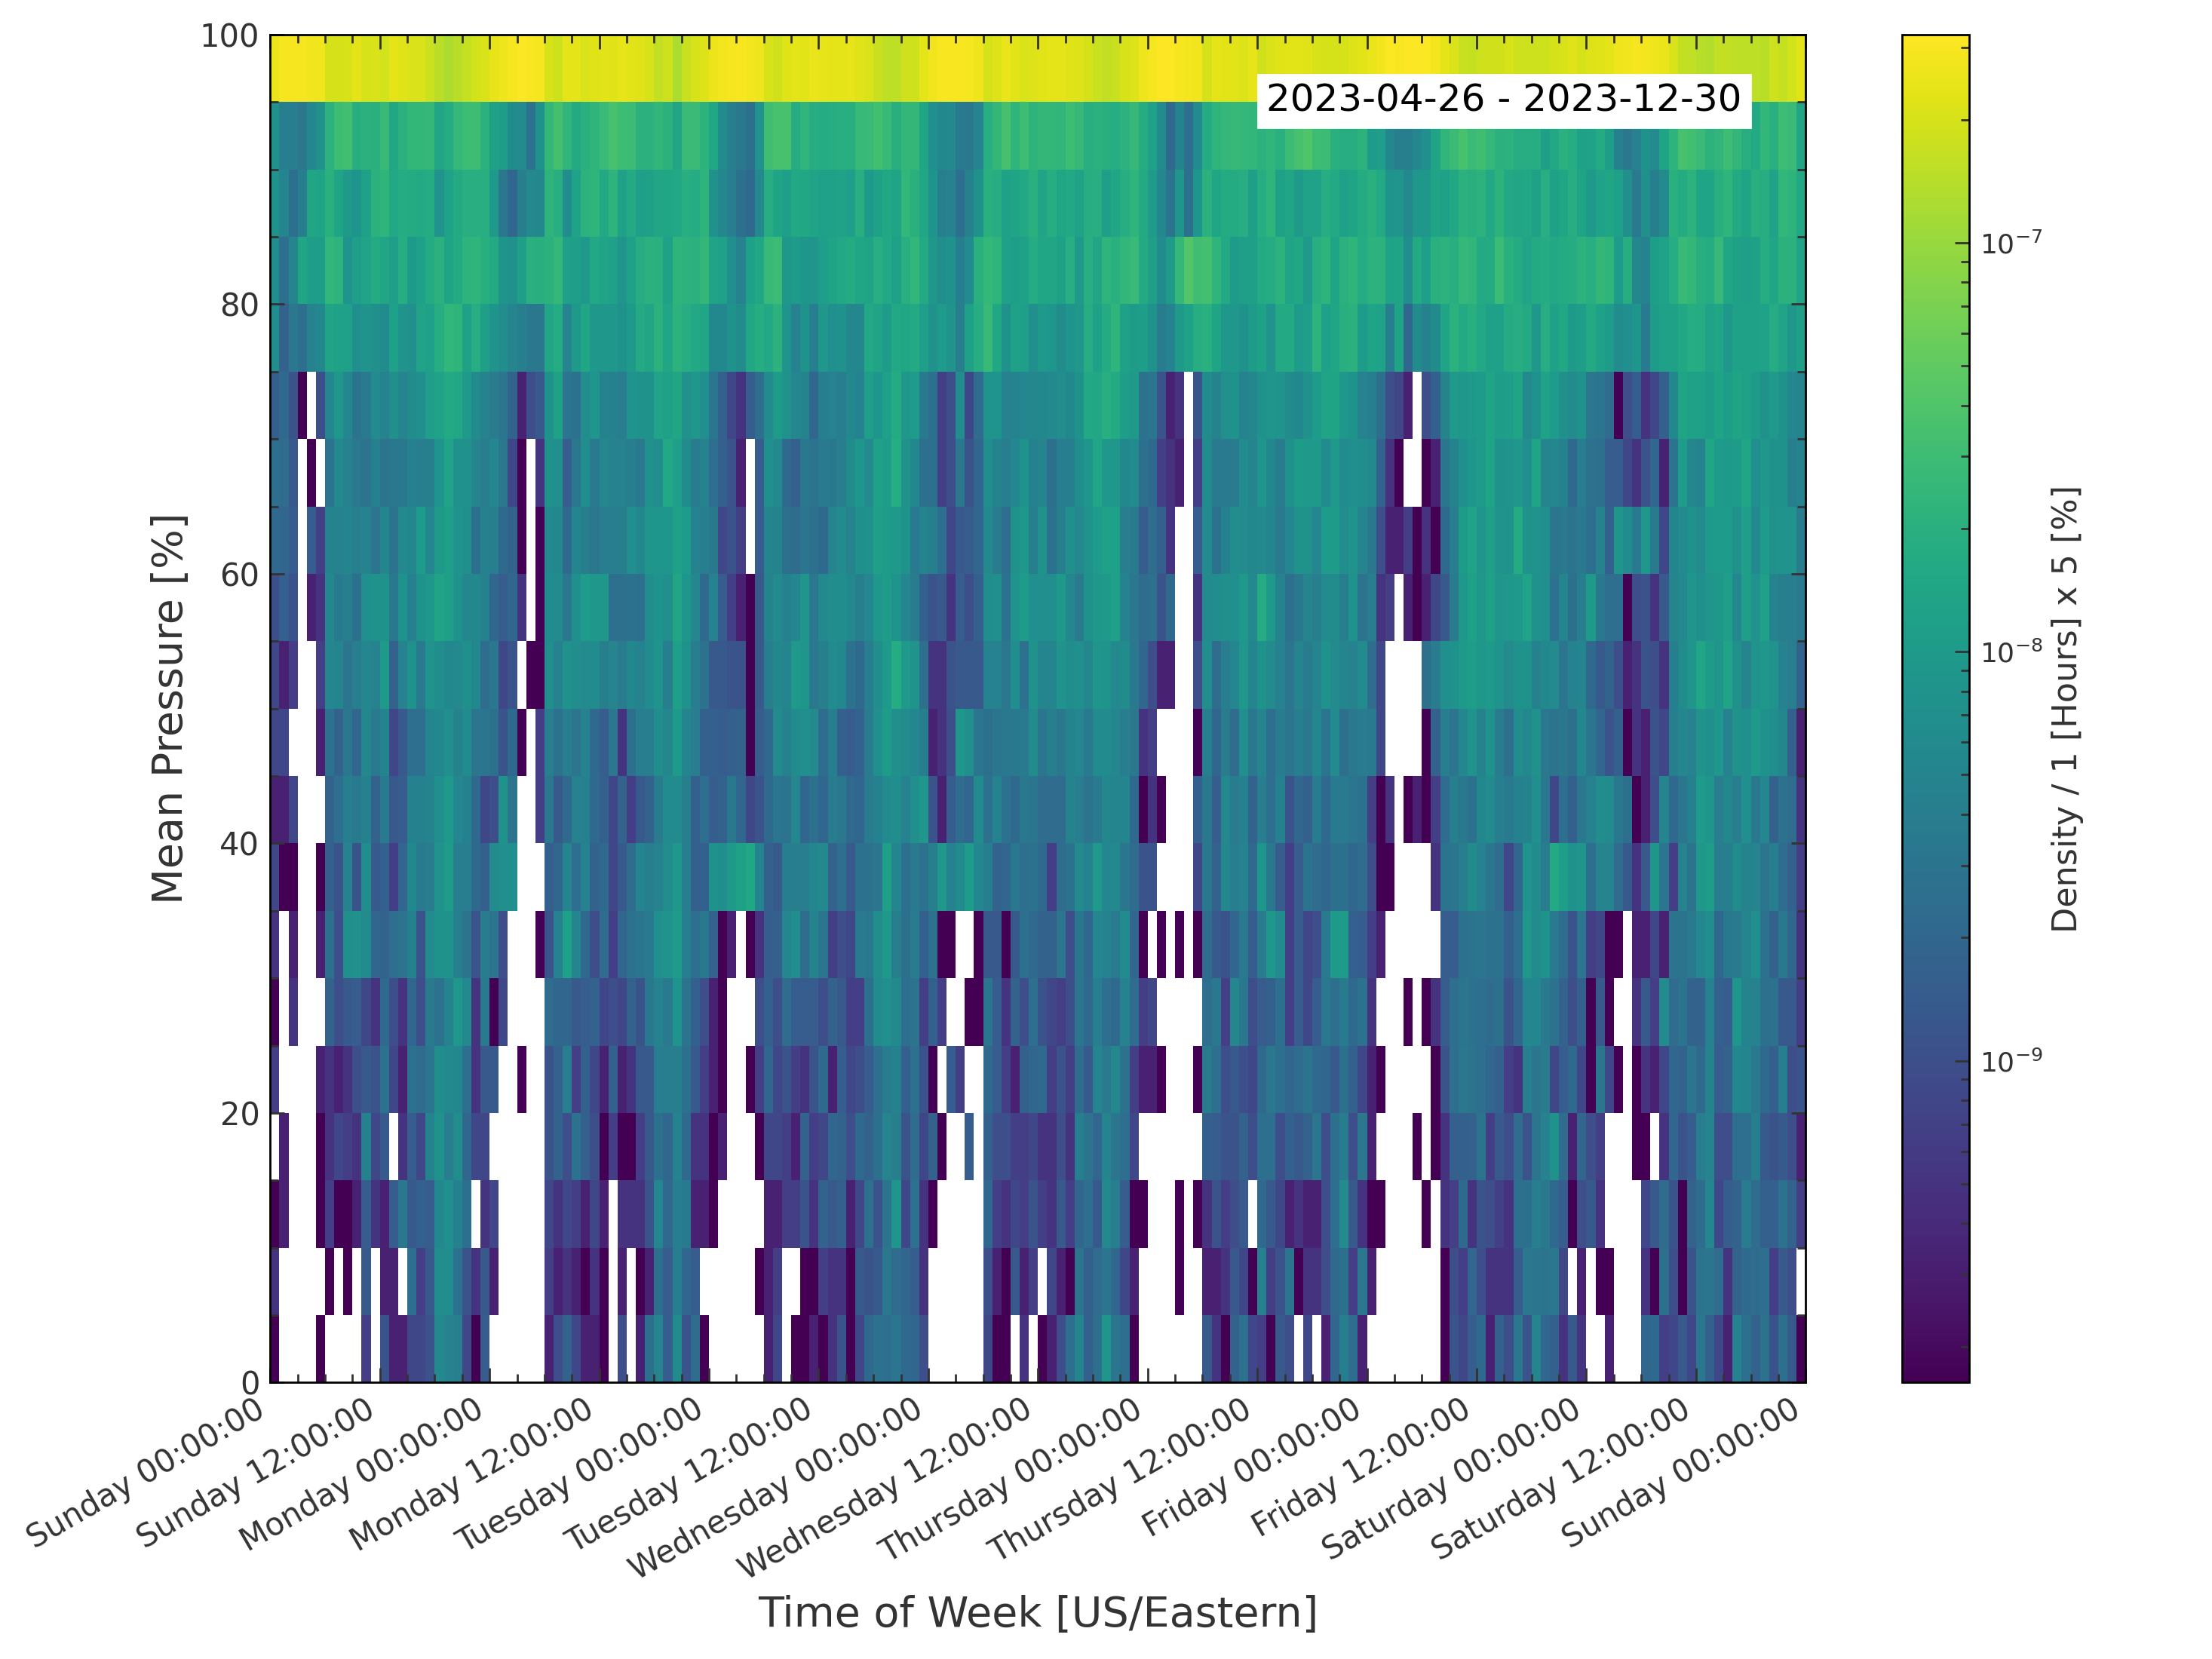 100
80
60
40
20
0
Mean Pressure [%]
2023-04-26 - 2023-12-30
Sunday 00:00:00
Sunday 12:00:00
Monday 00:00:00
Monday 12:00:00
Tuesday 00:00:00
Tuesday 12:00:00
Wednesday 00:00:00
Wednesday 12:00:00
Thursday 00:00:00
Thursday 12:00:00
Friday 00:00:00
Friday 12:00:00
Saturday 00:00:00
Saturday 12:00:00
Sunday 00:00:00
Time of Week [US/Eastern]
10⁻⁷
10⁻⁸
10⁻⁹
Density / 1 [Hours] x 5 [%]